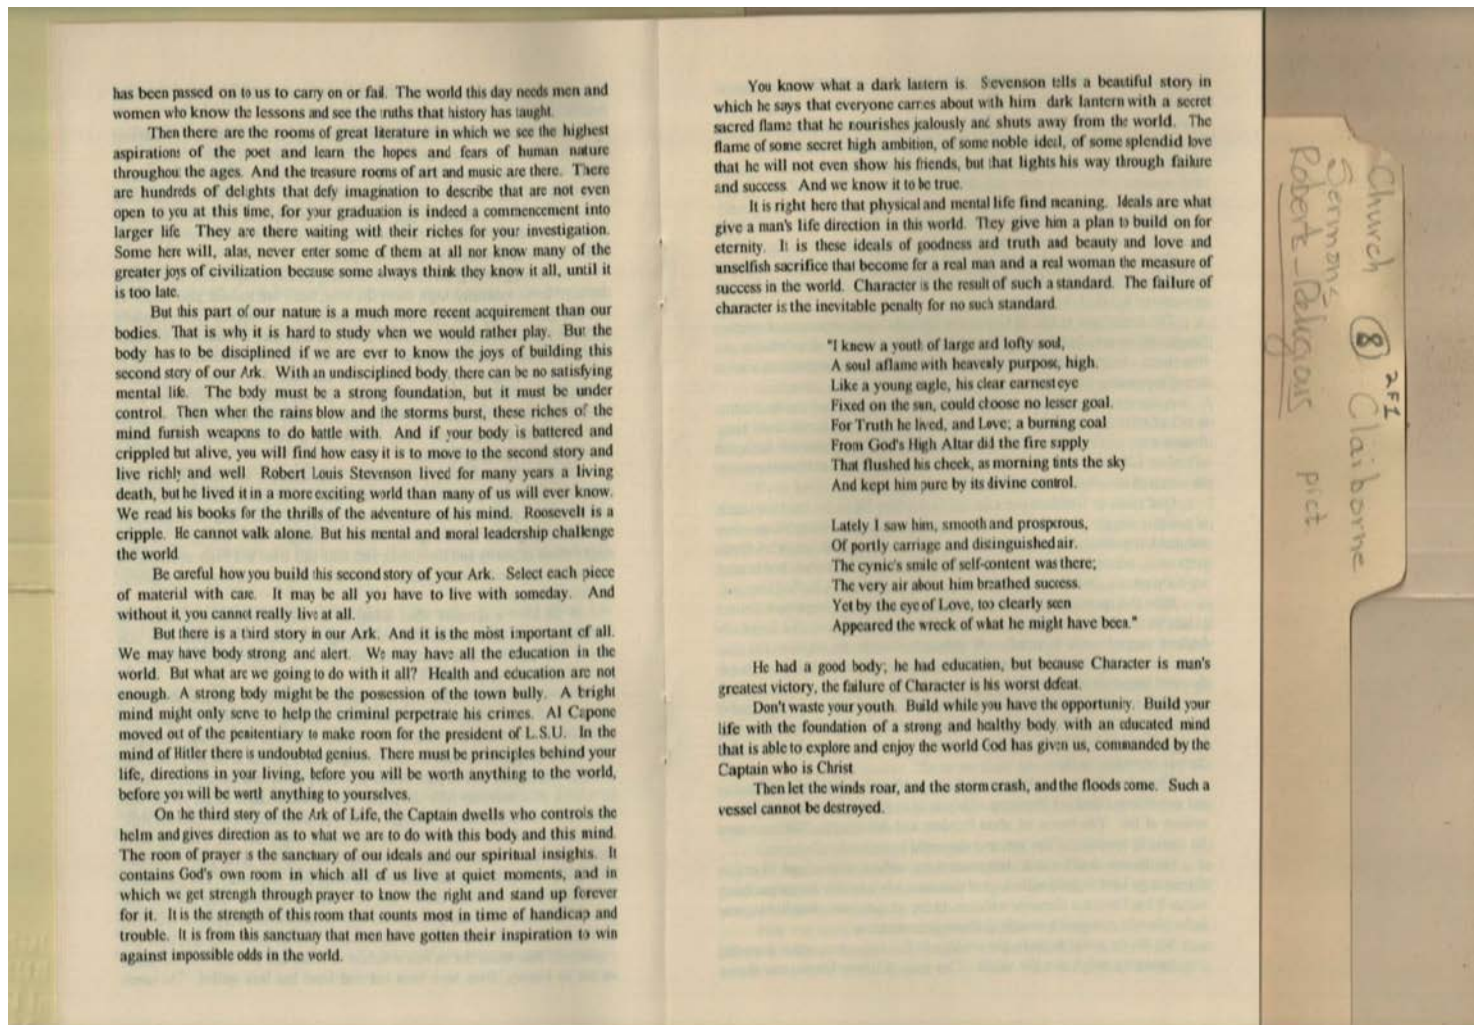 has been passed on to us to carry on or fail. The world this day needs men and
women who know the lessons and see the truths that history has taught.
Then there are the rooms of great literature in which we see the highest
aspirations of the poet and learn the hopes and fears of human nature
throughout the ages. And the treasure rooms of art and music are there. There
are hundreds of delights that defy imagination to describe that are not even
open to you at this time, for your graduation is indeed a commencement into
larger life. They are there waiting with their riches for your investigation.
Some here will, alas, never enter some of them at all nor know many of the
greater joys of civilization because some always think they know it all, until it
is too late.
But this part of our nature is a much more recent acquirement than our
bodies. That is why it is hard to study when we would rather play. But the
body has to be disciplined if we are ever to know the joys of building this
second story of our Ark. With an undisciplined body, there can be no satisfying
mental life. The body must be a strong foundation, but it must be under
control. Then when the rains blow and the storms burst, these riches of the
mind furnish weapons to do battle with. And if your body is battered and
crippled but alive, you will find how easy it is to move to the second story and
live richly and well. Robert Louis Stevenson lived for many years a living
death, but he lived it in a more exciting world than many of us will ever know.
We read his books for the thrills of the adventure of his mind. Roosevelt is a
cripple. He cannot walk alone. But his mental and moral leadership challenge
the world.
Be careful how you build this second story of your Ark. Select each piece
of material with care. It may be all you have to live with someday. And
without it, you cannot really live at all.
But there is a third story in our Ark. And it is the most important of all.
We may have body strong and alert. We may have all the education in the
world. But what are we going to do with it all? Health and education are not
enough. A strong body might be the possession of the town bully. A bright
mind might only serve to help the criminal perpetrate his crimes. Al Capone
moved out of the penitentiary to make room for the president of L.S.U. In the
mind of Hitler there is undoubted genius. There must be principles behind your
life, directions in your living, before you will be worth anything to the world,
before you will be worth anything to yourselves.
On the third story of the Ark of Life, the Captain dwells who controls the
helm and gives direction as to what we are to do with this body and this mind.
The room of prayer is the sanctuary of our ideals and our spiritual insights. It
contains God's own room in which all of us live at quiet moments, and in
which we get strength through prayer to know the right and stand up forever
for it. It is the strength of this room that counts most in time of handicap and
trouble. It is from this sanctuary that men have gotten their inspiration to win
against impossible odds in the world.
You know what a dark lantern is. Stevenson tells a beautiful story in
which he says that everyone carries about with him dark lantern with a secret
sacred flame that he nourishes jealously and shuts away from the world. The
flame of some secret high ambition, of some noble ideal, of some splendid love
that he will not even show his friends, but that lights his way through failure
and success. And we know it to be true.
It is right here that physical and mental life find meaning. Ideals are what
give a man's life direction in this world. They give him a plan to build on for
eternity. It is these ideals of goodness and truth and beauty and love and
unselfish sacrifice that become for a real man and a real woman the measure of
success in the world. Character is the result of such a standard. The failure of
character is the inevitable penalty for no such standard.
"I knew a youth of large and lofty soul,
A soul aflame with heavenly purpose, high.
Like a young eagle, his clear earnest eye
Fixed on the sun, could choose no lesser goal.
For Truth he lived, and Love; a burning coal
From God's High Altar did the fire supply
That flushed his cheek, as morning tints the sky
And kept him pure by its divine control.
Lately I saw him, smooth and prosperous,
Of portly carriage and distinguished air.
The cynic's smile of self-content was there;
The very air about him breathed success.
Yet by the eye of Love, too clearly seen
Appeared the wreck of what he might have been."
He had a good body; he had education, but because Character is man's
greatest victory, the failure of Character is his worst defeat.
Don't waste your youth. Build while you have the opportunity. Build your
life with the foundation of a strong and healthy body with an educated mind
that is able to explore and enjoy the world God has given us, commanded by the
Captain who is Christ.
Then let the winds roar, and the storm crash, and the floods come. Such a
vessel cannot be destroyed.
2F1
Church 8 Claiborne
Sermons
Robert-Religious pict.